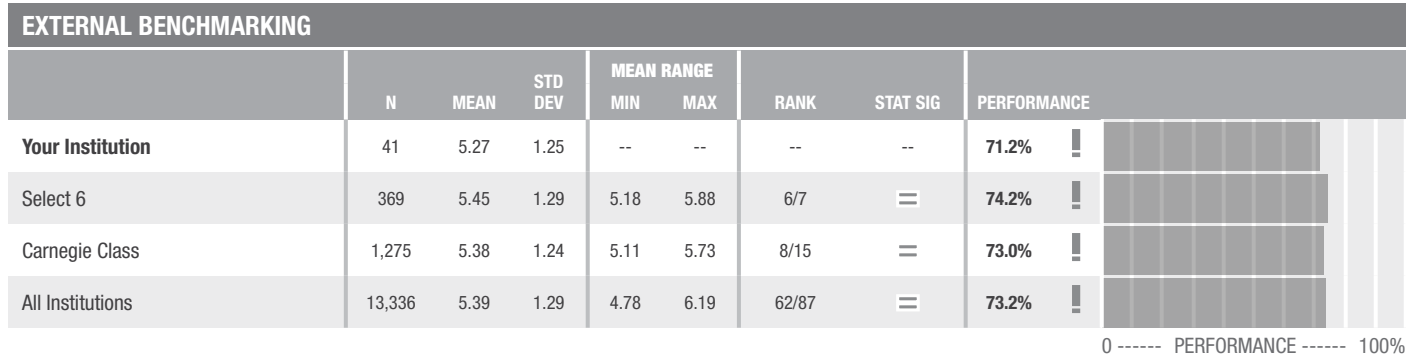 EXTERNAL BENCHMARKING
MEAN RANGE
N MEAN STD DEV MIN MAX RANK STAT SIG PERFORMANCE
Your Institution 41 5.27 1.25 -- -- -- -- 71.2% !
Select 6 369 5.45 1.29 5.18 5.88 6/7 = 74.2% !
Carnegie Class 1,275 5.38 1.24 5.11 5.73 8/15 = 73.0% !
All Institutions 13,336 5.39 1.29 4.78 6.19 62/87 = 73.2% !
0 ------ PERFORMANCE ------ 100%